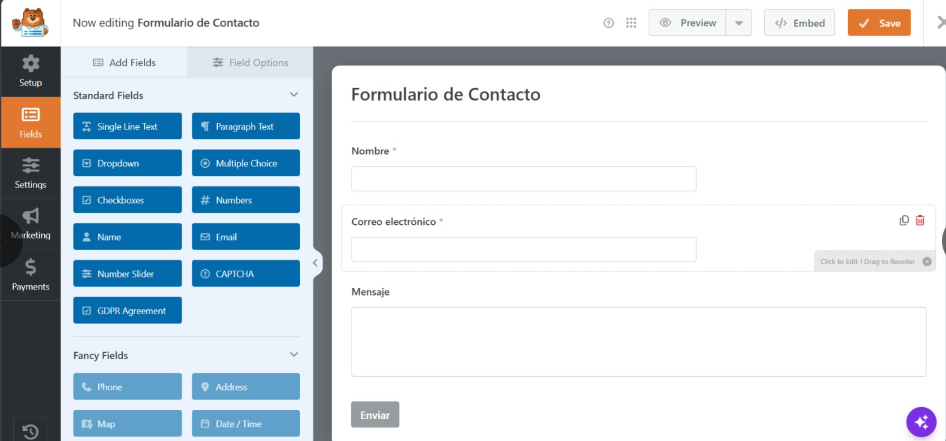 Now editing Formulario de Contacto
Preview
Embed
Save
Setup
Fields
Settings
Marketing
Payments
Add Fields
Field Options
Standard Fields
Single Line Text
Paragraph Text
Dropdown
Multiple Choice
Checkboxes
Numbers
Name
Email
Number Slider
CAPTCHA
GDPR Agreement
Fancy Fields
Phone
Address
Map
Date / Time
Formulario de Contacto
Nombre *
Correo electrónico *
Click to Edit | Drag to Reorder
Mensaje
Enviar